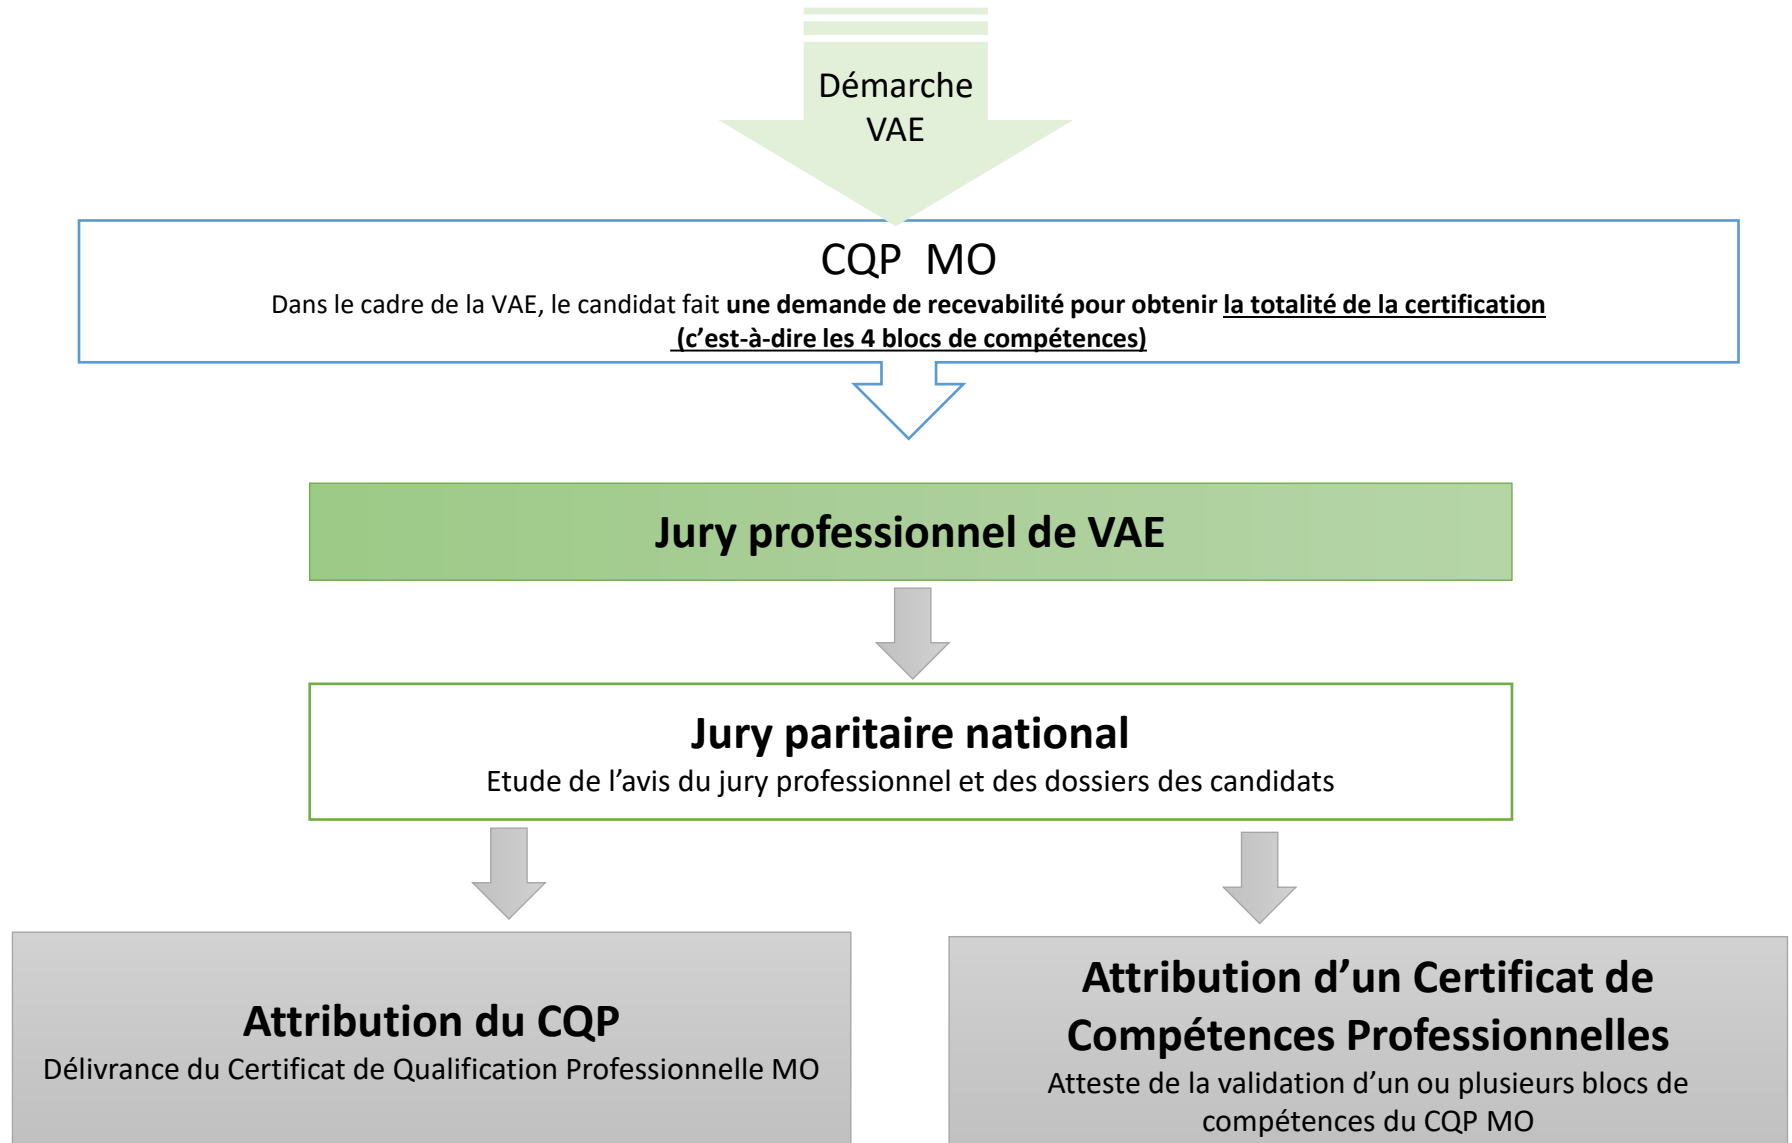 Démarche
VAE
CQP MO
Dans le cadre de la VAE, le candidat fait une demande de recevabilité pour obtenir la totalité de la certification
(c’est-à-dire les 4 blocs de compétences)
Jury professionnel de VAE
Jury paritaire national
Etude de l’avis du jury professionnel et des dossiers des candidats
Attribution du CQP
Délivrance du Certificat de Qualification Professionnelle MO
Attribution d’un Certificat de
Compétences Professionnelles
Atteste de la validation d’un ou plusieurs blocs de
compétences du CQP MO